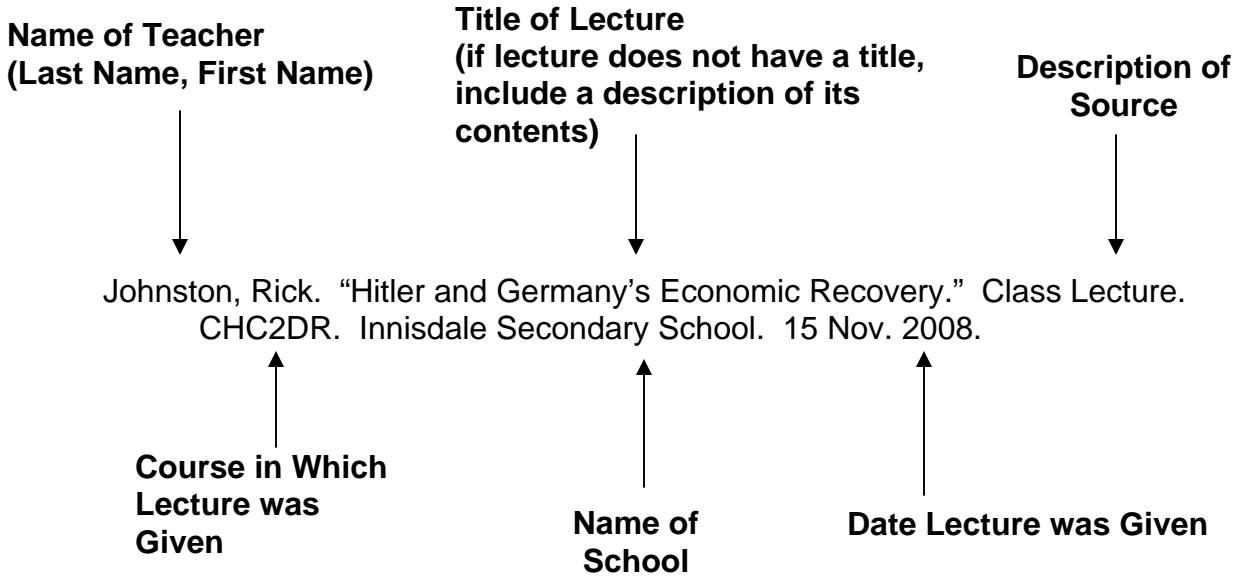 Name of Teacher
(Last Name, First Name)
Title of Lecture
(if lecture does not have a title,
include a description of its
contents)
Description of
Source
Johnston, Rick.  “Hitler and Germany’s Economic Recovery.”  Class Lecture.
CHC2DR.  Innisdale Secondary School.  15 Nov. 2008.
Course in Which
Lecture was
Given
Name of
School
Date Lecture was Given